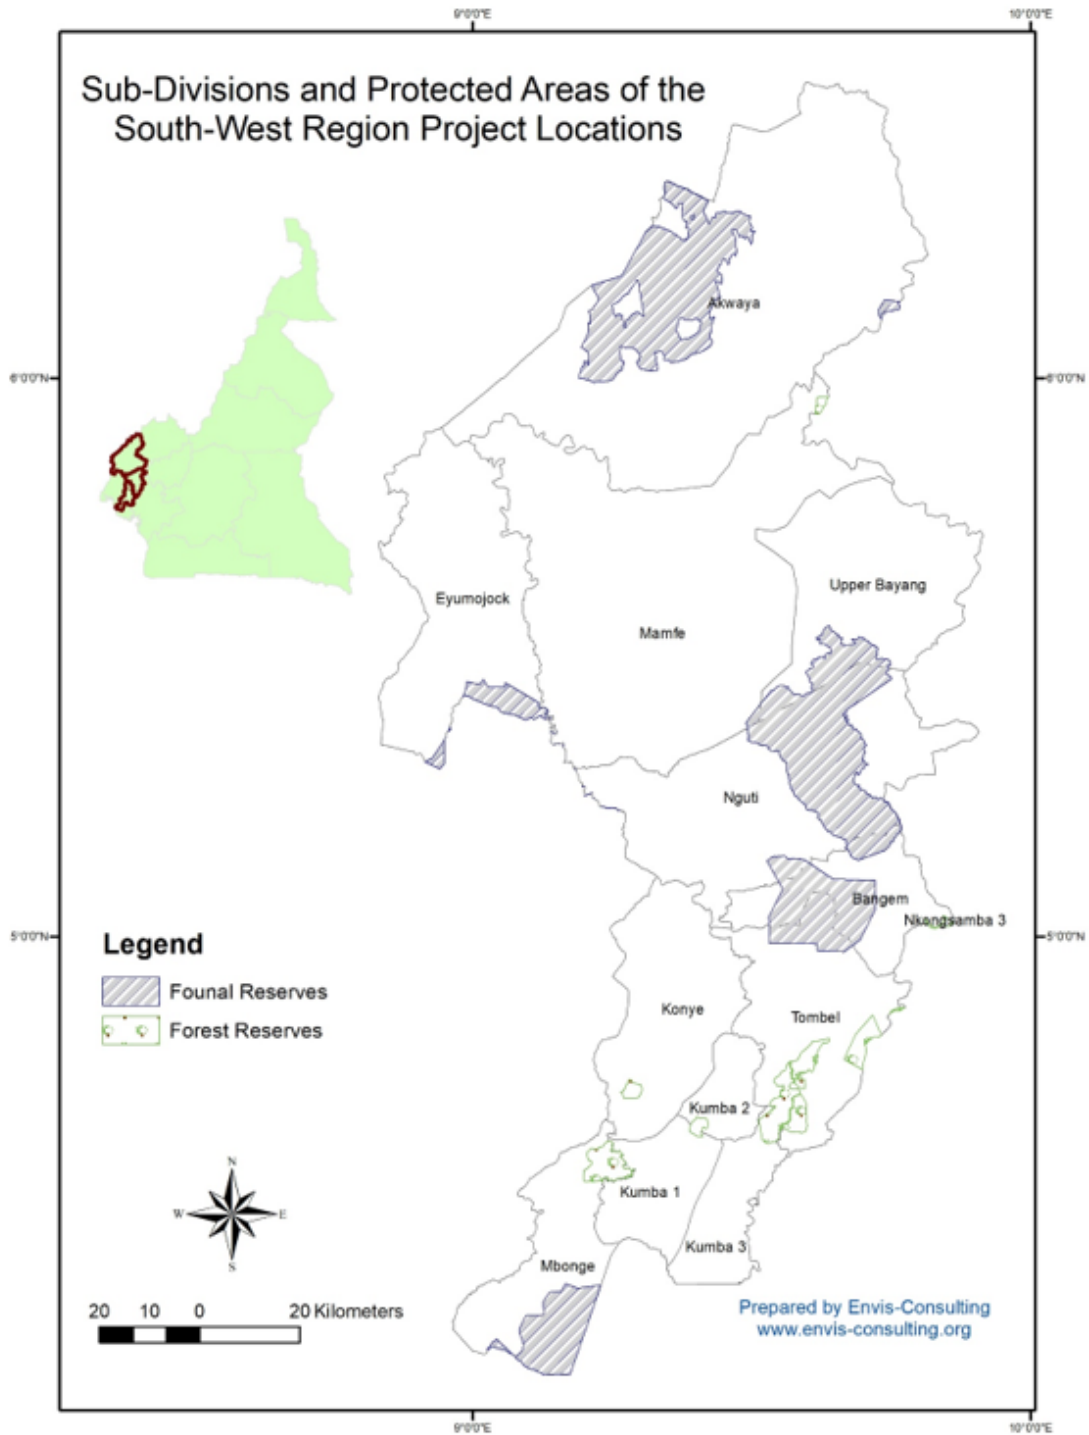 9°0'0"E
10°0'0"E
Sub-Divisions and Protected Areas of the
South-West Region Project Locations
Akwaya
6°0'0"N
6°0'0"N
Upper Bayang
Eyumojock
Mamfe
Nguti
Bangem
Nkongsamba 3
5°0'0"N
5°0'0"N
Legend
Founal Reserves
Forest Reserves
Konye
Tombel
Kumba 2
Kumba 1
Kumba 3
Mbonge
N
W
E
S
20 10 0 20 Kilometers
Prepared by Envis-Consulting
www.envis-consulting.org
9°0'0"E
10°0'0"E